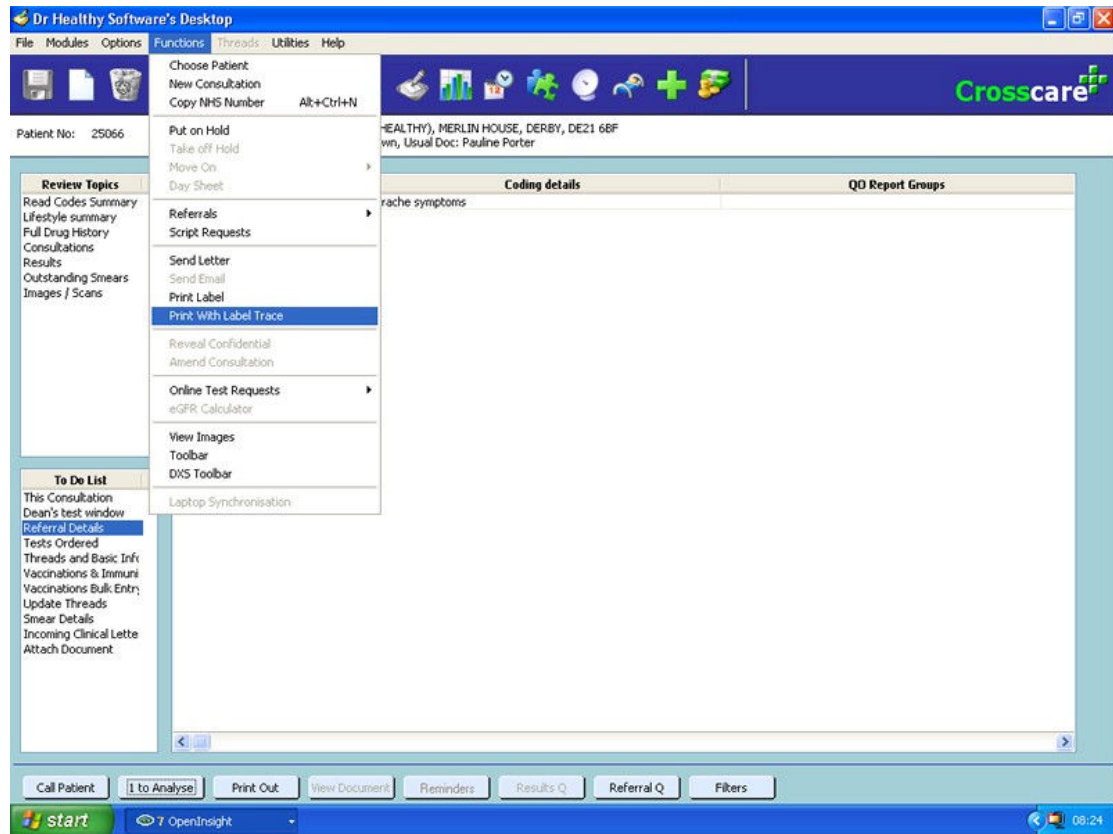 Dr Healthy Software's Desktop
File Modules Options Functions Threads Utilities Help
Choose Patient
New Consultation
Copy NHS Number Alt+Ctrl+N
Put on Hold
Take off Hold
Move On
Day Sheet
Referrals
Script Requests
Send Letter
Send Email
Print Label
Print With Label Trace
Reveal Confidential
Amend Consultation
Online Test Requests
eGFR Calculator
View Images
Toolbar
DXS Toolbar
Laptop Synchronisation
12
Crosscare
Patient No: 25066
HEALTHY), MERLIN HOUSE, DERBY, DE21 6BF
wn, Usual Doc: Pauline Porter
Review Topics
Read Codes Summary
Lifestyle summary
Full Drug History
Consultations
Results
Outstanding Smears
Images / Scans
Coding details QO Report Groups
rache symptoms
To Do List
This Consultation
Dean's test window
Referral Details
Tests Ordered
Threads and Basic Info
Vaccinations & Immuni
Vaccinations Bulk Entry
Update Threads
Smear Details
Incoming Clinical Lette
Attach Document
Call Patient 1 to Analyse Print Out View Document Reminders Results Q Referral Q Filters
start 7 OpenInsight 08:24